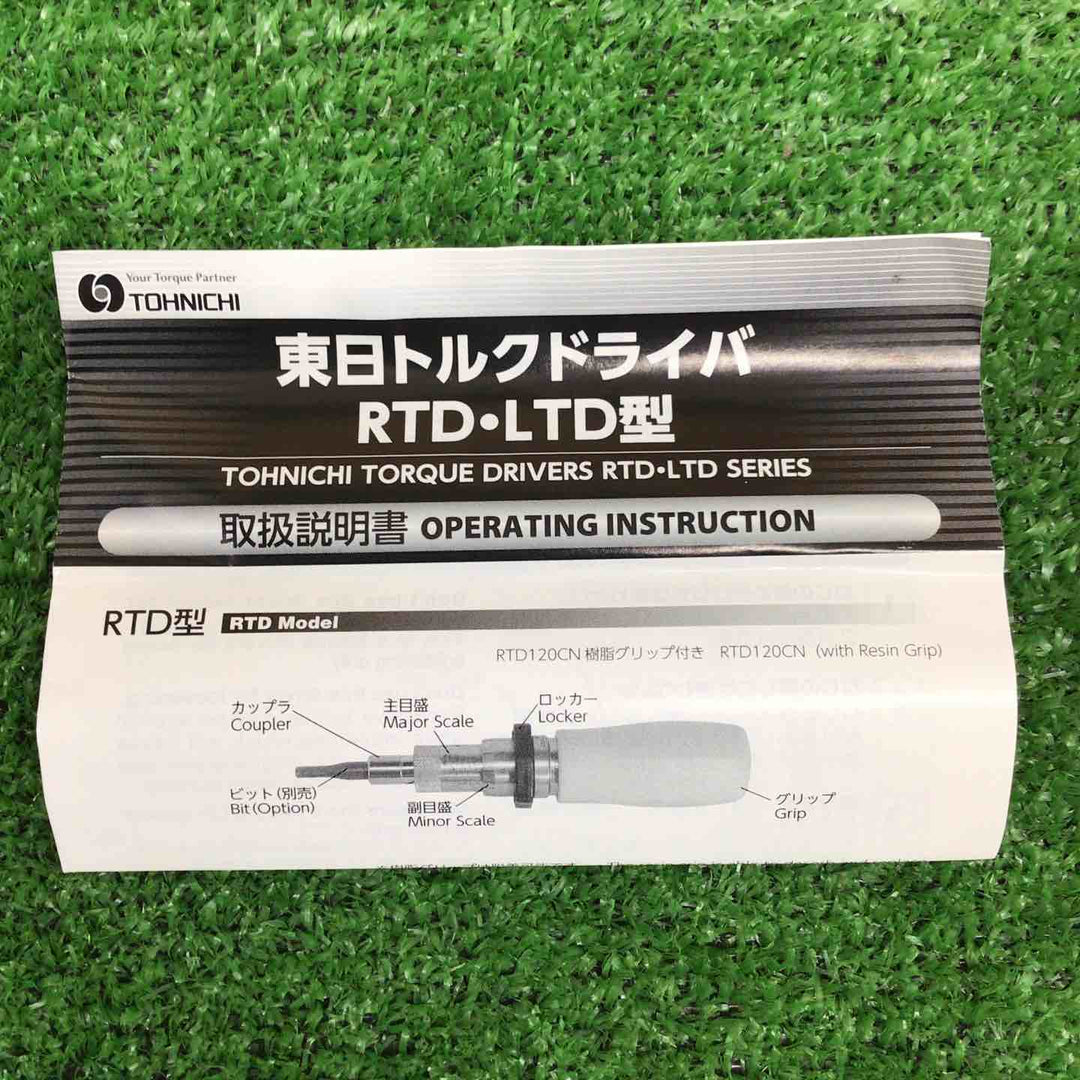 Your Torque Partner
TOHNICHI
東日トルクドライバ
RTD・LTD型
TOHNICHI TORQUE DRIVERS RTD・LTD SERIES
取扱説明書 OPERATING INSTRUCTION
RTD型 RTD Model
RTD120CN 樹脂グリップ付き RTD120CN (with Resin Grip)
カップラ
Coupler
主目盛
Major Scale
ロッカー
Locker
ビット(別売)
Bit(Option)
副目盛
Minor Scale
グリップ
Grip